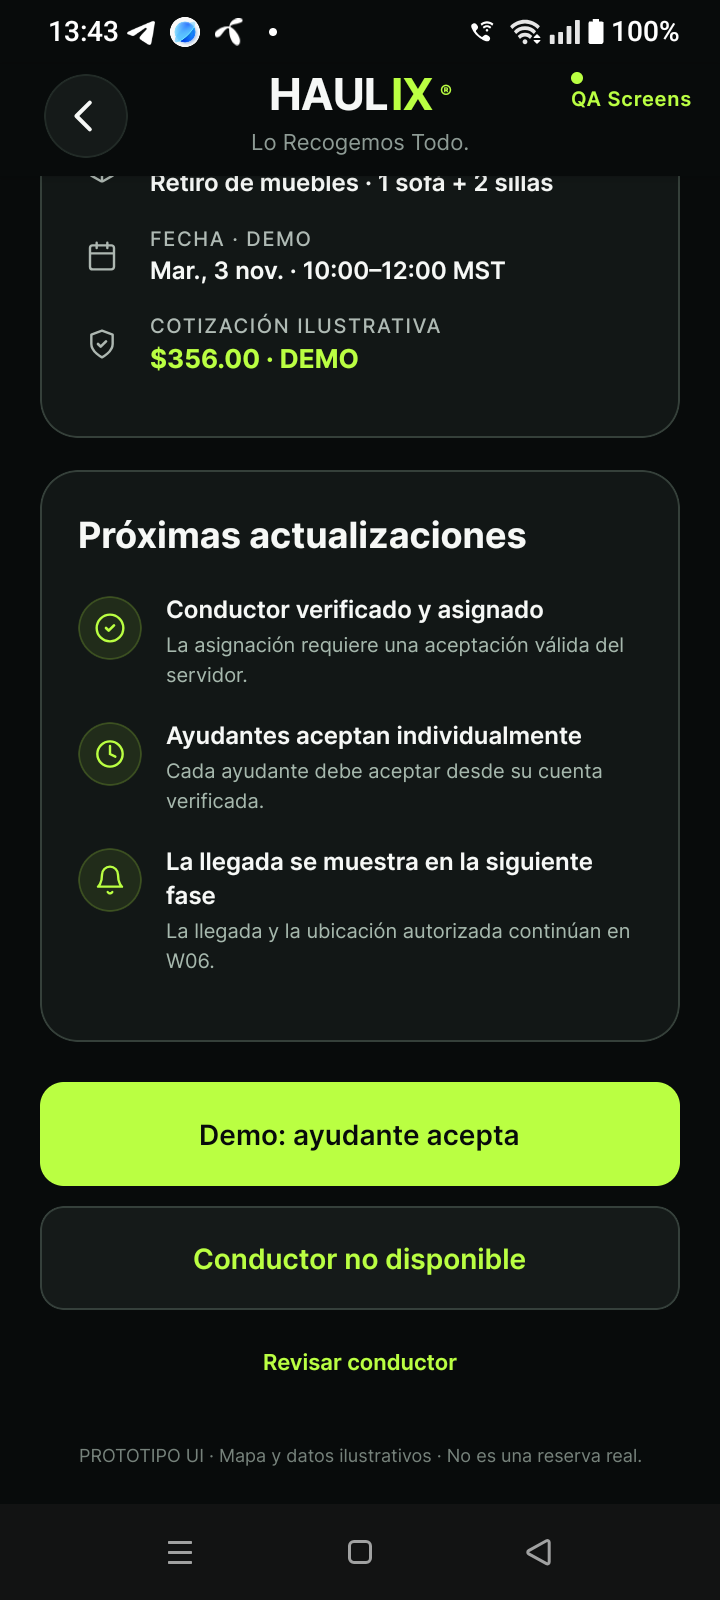 13:43
100%
HAULIX®
QA Screens
Lo Recogemos Todo.
Retiro de muebles · 1 sofá + 2 sillas
FECHA · DEMO
Mar., 3 nov. · 10:00–12:00 MST
COTIZACIÓN ILUSTRATIVA
$356.00 · DEMO
Próximas actualizaciones
Conductor verificado y asignado
La asignación requiere una aceptación válida del
servidor.
Ayudantes aceptan individualmente
Cada ayudante debe aceptar desde su cuenta
verificada.
La llegada se muestra en la siguiente
fase
La llegada y la ubicación autorizada continúan en
W06.
Demo: ayudante acepta
Conductor no disponible
Revisar conductor
PROTOTIPO UI · Mapa y datos ilustrativos · No es una reserva real.